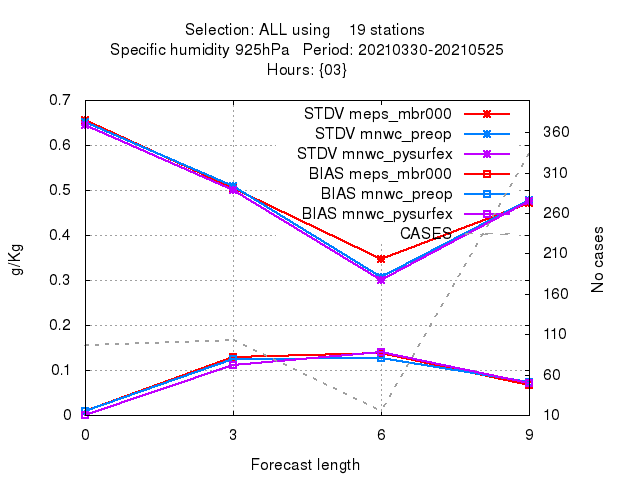 Selection: ALL using    19 stations
Specific humidity 925hPa   Period: 20210330-20210525
Hours: {03}
0.7
0.6
0.5
0.4
0.3
0.2
0.1
0
g/Kg
STDV meps_mbr000
STDV mnwc_preop
STDV mnwc_pysurfex
BIAS meps_mbr000
BIAS mnwc_preop
BIAS mnwc_pysurfex
CASES
360
310
260
210
160
110
60
10
No cases
0 3 6 9
Forecast length